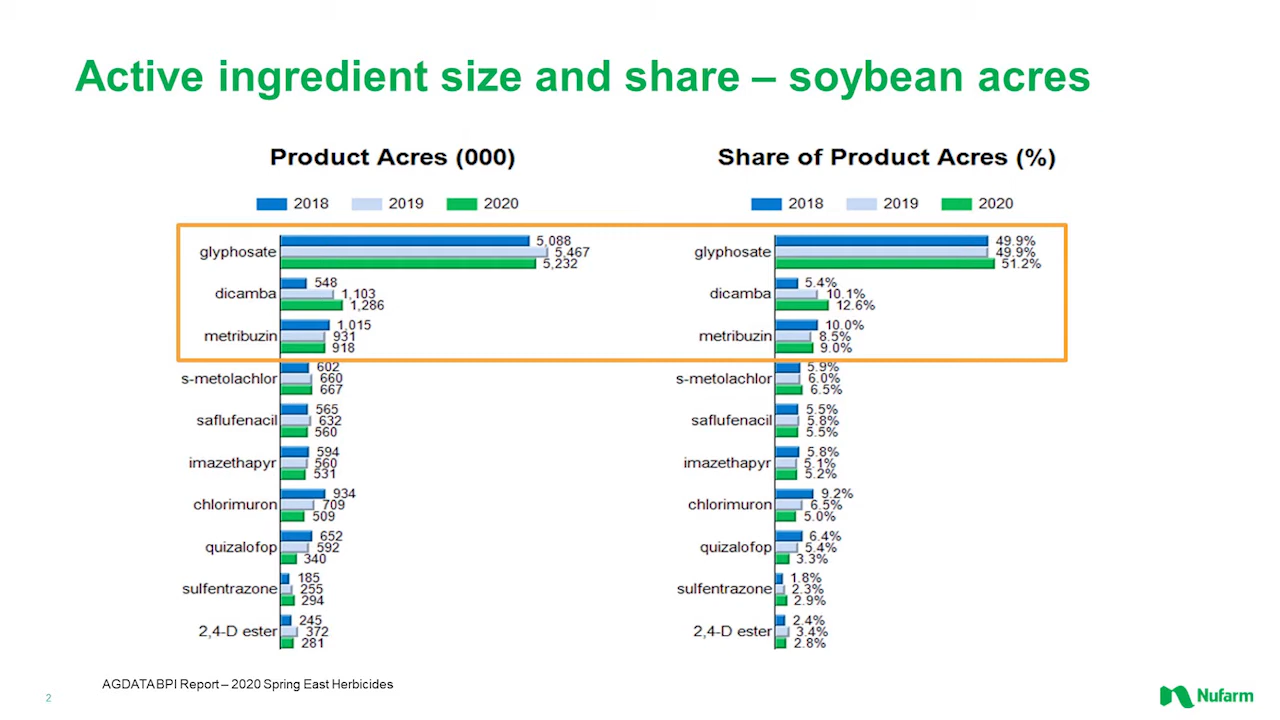 Active ingredient size and share – soybean acres
Product Acres (000)
2018 2019 2020
glyphosate 5,088 5,467 5,232
dicamba 548 1,103 1,286
metribuzin 1,015 931 918
s-metolachlor 602 660 667
saflufenacil 565 632 560
imazethapyr 594 560 531
chlorimuron 934 709 509
quizalofop 652 592 340
sulfentrazone 185 255 294
2,4-D ester 245 372 281
Share of Product Acres (%)
2018 2019 2020
glyphosate 49.9% 49.9% 51.2%
dicamba 5.4% 10.1% 12.6%
metribuzin 10.0% 8.5% 9.0%
s-metolachlor 5.9% 6.0% 6.5%
saflufenacil 5.5% 5.8% 5.5%
imazethapyr 5.8% 5.1% 5.2%
chlorimuron 9.2% 6.5% 5.0%
quizalofop 6.4% 5.4% 3.3%
sulfentrazone 1.8% 2.3% 2.9%
2,4-D ester 2.4% 3.4% 2.8%
AGDATA BPI Report – 2020 Spring East Herbicides
2
Nufarm